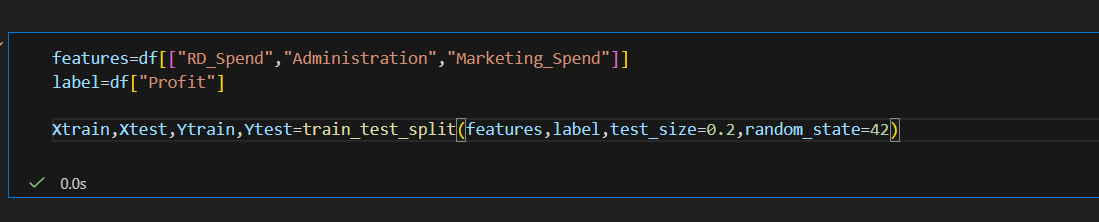 features=df[["RD_Spend","Administration","Marketing_Spend"]]
label=df["Profit"]
Xtrain,Xtest,Ytrain,Ytest=train_test_split(features,label,test_size=0.2,random_state=42)
0.0s